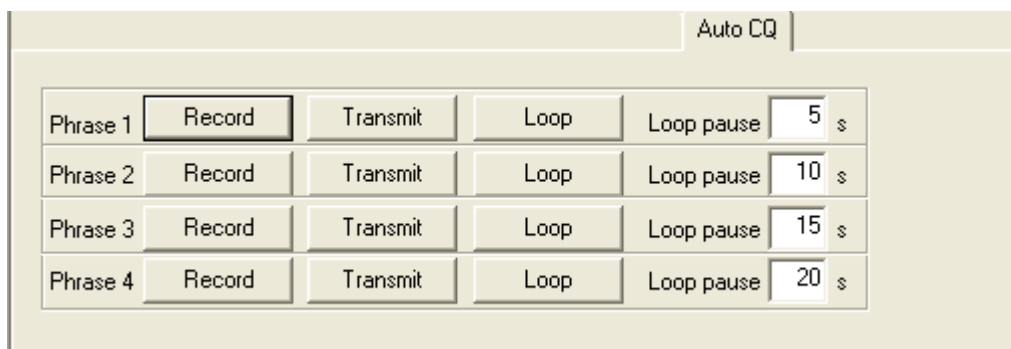 Auto CQ
Phrase 1 Record Transmit Loop Loop pause 5 s
Phrase 2 Record Transmit Loop Loop pause 10 s
Phrase 3 Record Transmit Loop Loop pause 15 s
Phrase 4 Record Transmit Loop Loop pause 20 s